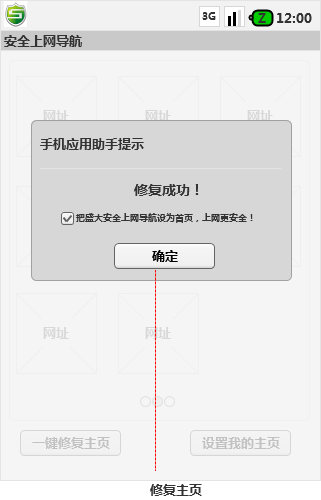 3G Z 12:00
安全上网导航
网址 网址 网址
手机应用助手提示
修复成功！
把盛大安全上网导航设为首页，上网更安全！
确定
网址 网址
一键修复主页 设置我的主页
修复主页